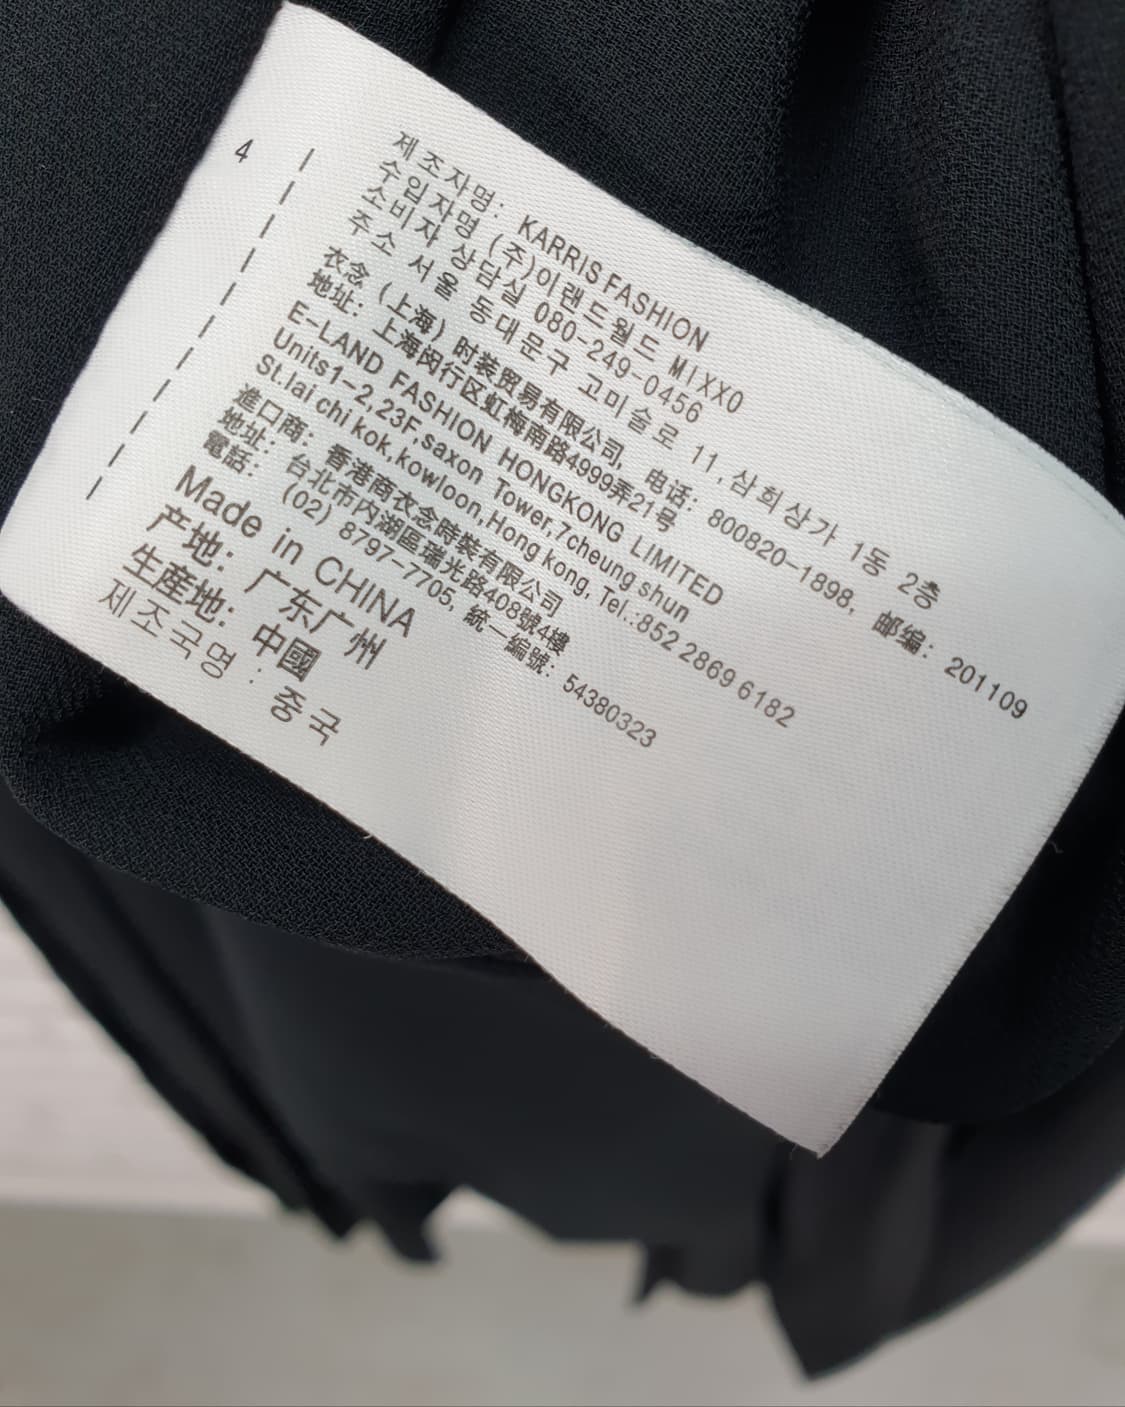 4
제조자명: KARRIS FASHION
수입자명 (주)이랜드월드 MIXXO
소비자 상담실 080-249-0456
주소 서울 동대문구 고미술로 11,삼희상가 1동 2층
衣念 (上海) 时装贸易有限公司, 电话: 800820-1898, 邮编: 201109
地址: 上海闵行区虹梅南路4999弄21号
E-LAND FASHION HONGKONG LIMITED
Units1-2,23F,saxon Tower,7cheung shun
St.lai chi kok,kowloon,Hong kong, Tel.:852 2869 6182
進口商: 香港商衣念時裝有限公司
地址: 台北市內湖區瑞光路408號4樓
電話: (02) 8797-7705, 統一編號: 54380323
Made in CHINA
产地: 广东广州
生産地: 中國
제조국명 : 중국